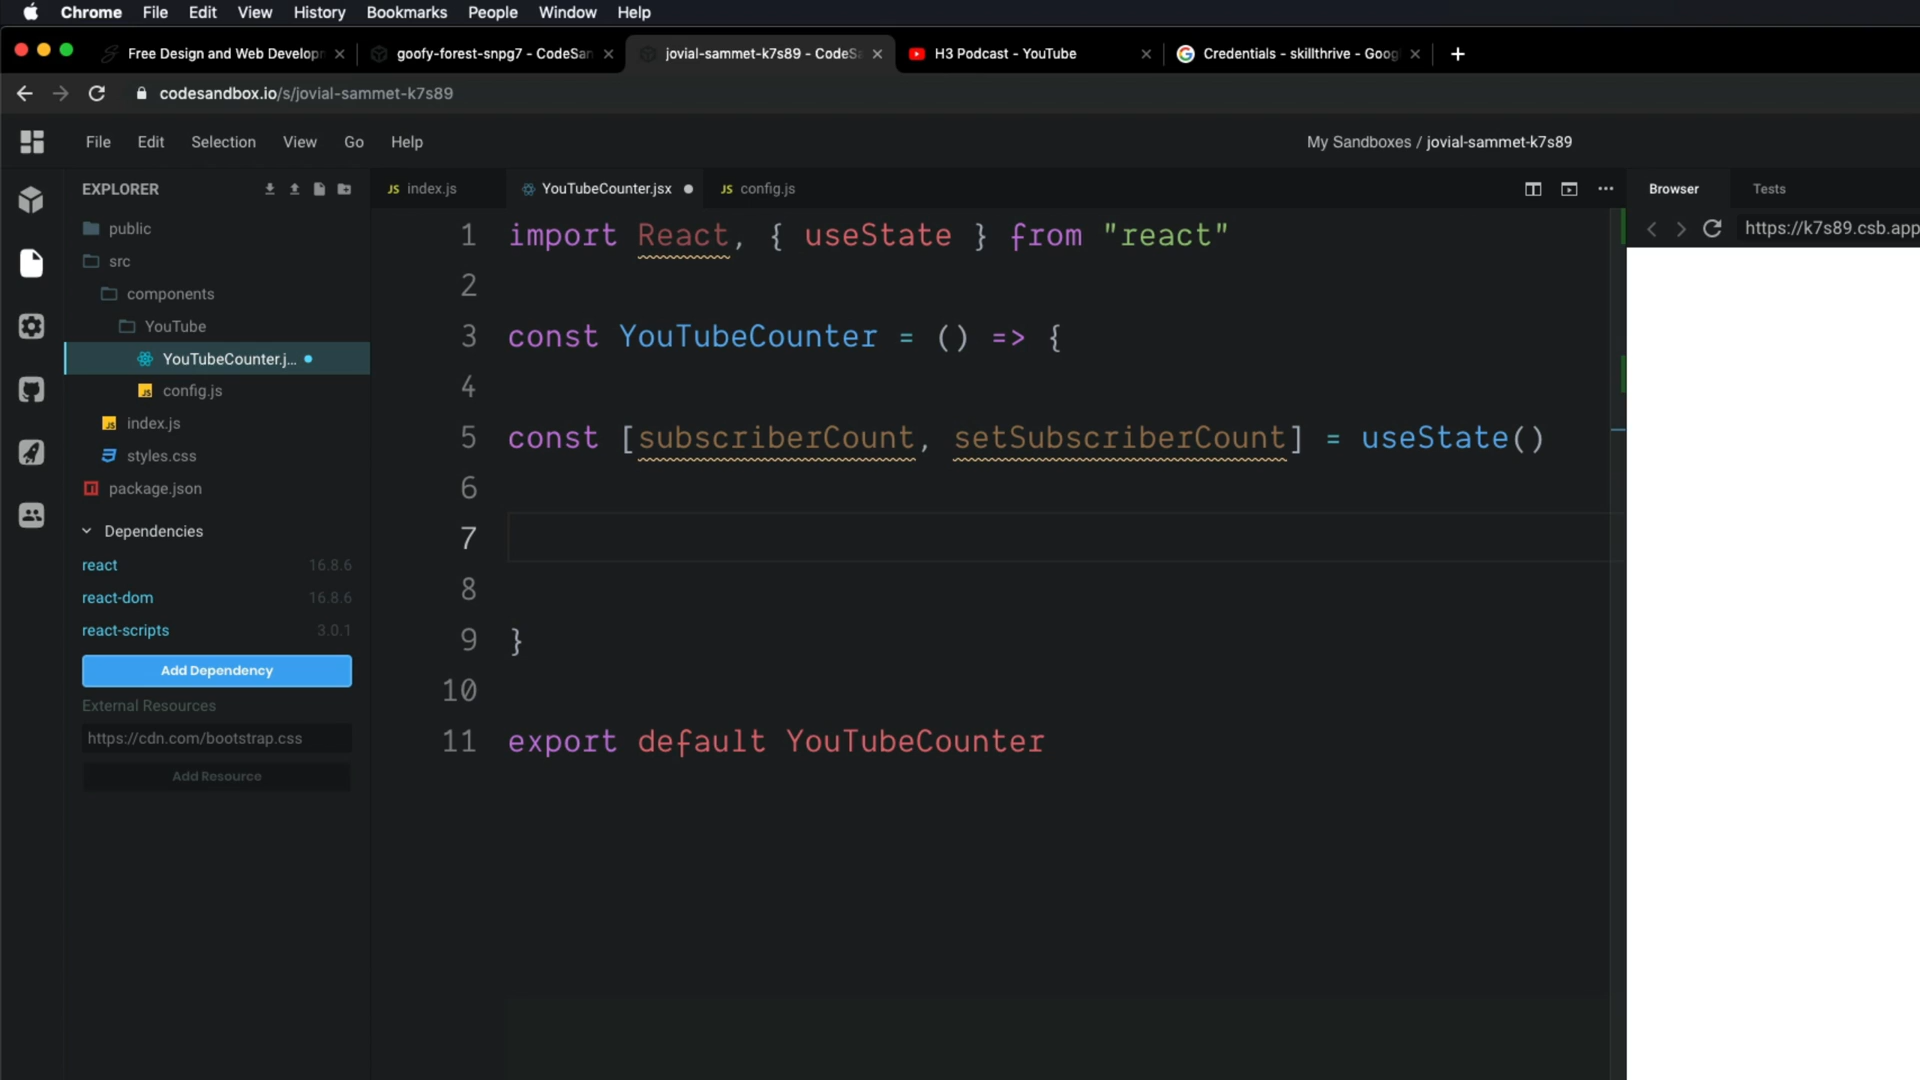 Chrome File Edit View History Bookmarks People Window Help
Free Design and Web Develop
goofy-forest-snpg7 - CodeSan
jovial-sammet-k7s89 - CodeSa
H3 Podcast - YouTube
Credentials - skillthrive - Goog
codesandbox.io/s/jovial-sammet-k7s89
File Edit Selection View Go Help
My Sandboxes / jovial-sammet-k7s89
EXPLORER
public
src
components
YouTube
YouTubeCounter.j...
config.js
index.js
styles.css
package.json
Dependencies
react 16.8.6
react-dom 16.8.6
react-scripts 3.0.1
Add Dependency
External Resources
https://cdn.com/bootstrap.css
Add Resource
JS index.js
YouTubeCounter.jsx
JS config.js
1 import React, { useState } from "react"
2
3 const YouTubeCounter = () => {
4
5 const [subscriberCount, setSubscriberCount] = useState()
6
7
8
9 }
10
11 export default YouTubeCounter
Browser Tests
https://k7s89.csb.app